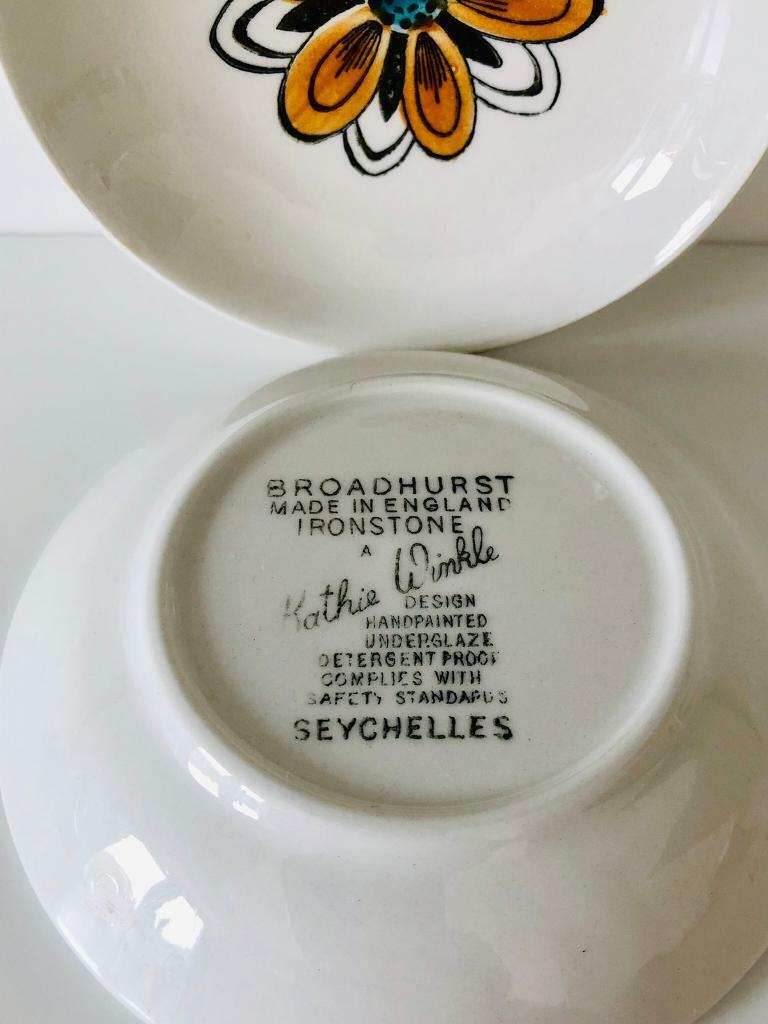 BROADHURST
MADE IN ENGLAND
IRONSTONE
A
Kathie Winkle
DESIGN
HANDPAINTED
UNDERGLAZE
DETERGENT PROOF
COMPLIES WITH
SAFETY STANDARDS
SEYCHELLES